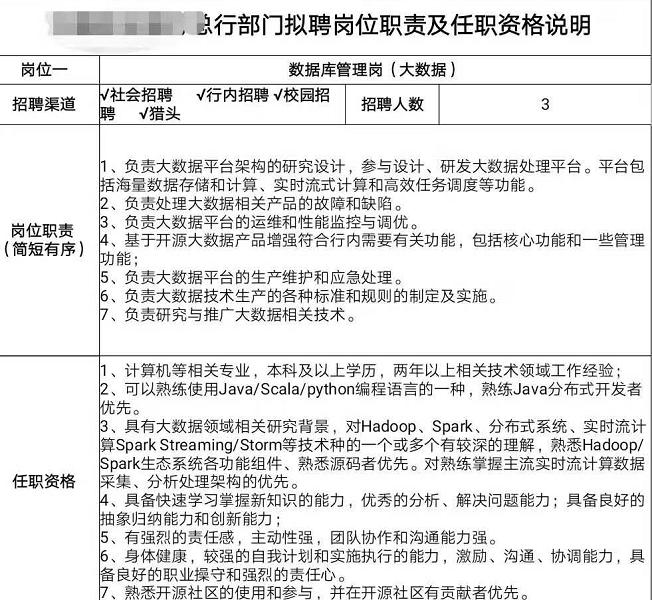 总行部门拟聘岗位职责及任职资格说明
岗位一
数据库管理岗（大数据）
招聘渠道
√社会招聘 √行内招聘 √校园招
聘 √猎头
招聘人数
3
岗位职责
（简短有序）
1、负责大数据平台架构的研究设计，参与设计、研发大数据处理平台。平台包
括海量数据存储和计算、实时流式计算和高效任务调度等功能。
2、负责处理大数据相关产品的故障和缺陷。
3、负责大数据平台的运维和性能监控与调优。
4、基于开源大数据产品增强符合行内需要有关功能，包括核心功能和一些管理
功能；
5、负责大数据平台的生产维护和应急处理。
6、负责大数据技术生产的各种标准和规则的制定及实施。
7、负责研究与推广大数据相关技术。
任职资格
1、计算机等相关专业，本科及以上学历，两年以上相关技术领域工作经验；
2、可以熟练使用Java/Scala/python编程语言的一种，熟练Java分布式开发者
优先。
3、具有大数据领域相关研究背景，对Hadoop、Spark、分布式系统、实时流计
算Spark Streaming/Storm等技术种的一个或多个有较深的理解，熟悉Hadoop/
Spark生态系统各功能组件、熟悉源码者优先。对熟练掌握主流实时流计算数据
采集、分析处理架构的优先。
4、具备快速学习掌握新知识的能力，优秀的分析、解决问题能力；具备良好的
抽象归纳能力和创新能力；
5、有强烈的责任感，主动性强，团队协作和沟通能力强。
6、身体健康，较强的自我计划和实施执行的能力，激励、沟通、协调能力，具
备良好的职业操守和强烈的责任心。
7、熟悉开源社区的使用和参与，并在开源社区有贡献者优先。